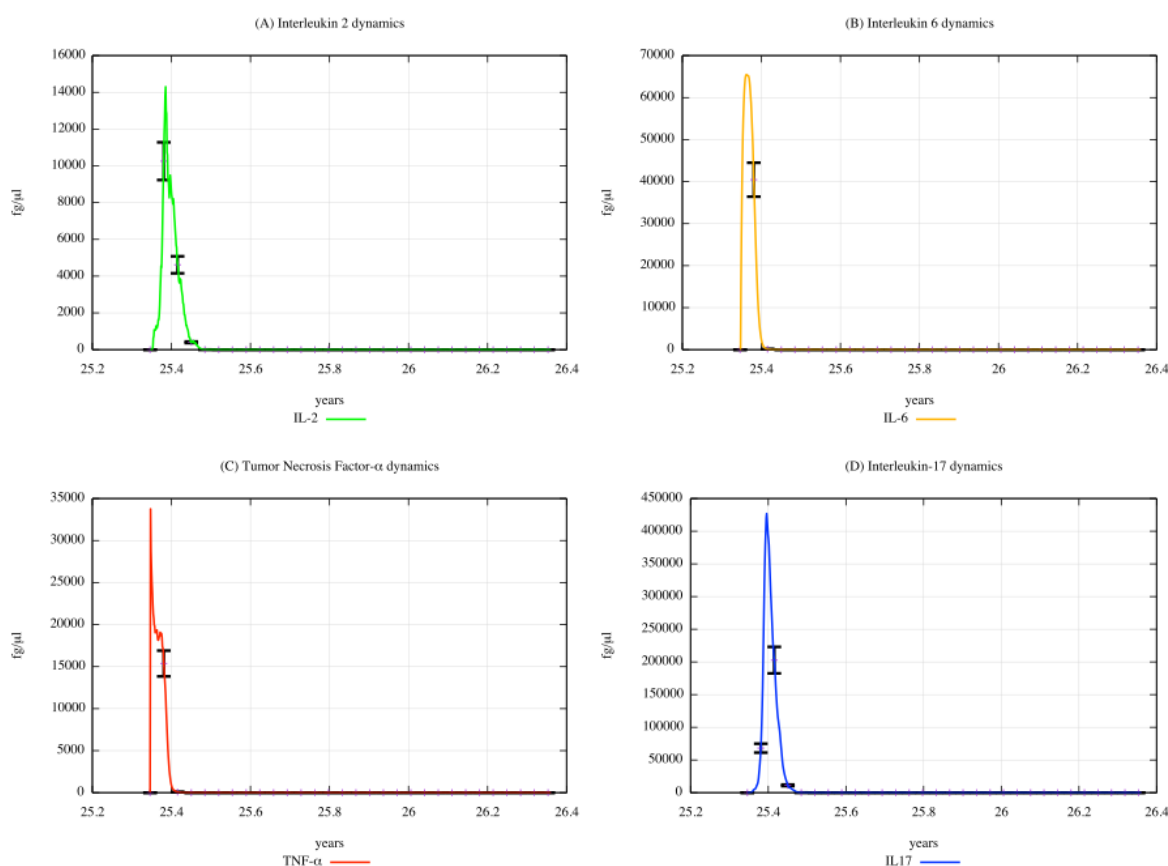 (A) Interleukin 2 dynamics
16000
14000
12000
10000
8000
6000
4000
2000
0
fg/µl
25.2 25.4 25.6 25.8 26 26.2 26.4
years
IL-2
(B) Interleukin 6 dynamics
70000
60000
50000
40000
30000
20000
10000
0
fg/µl
25.2 25.4 25.6 25.8 26 26.2 26.4
years
IL-6
(C) Tumor Necrosis Factor-α dynamics
35000
30000
25000
20000
15000
10000
5000
0
fg/µl
25.2 25.4 25.6 25.8 26 26.2 26.4
years
TNF-α
(D) Interleukin-17 dynamics
450000
400000
350000
300000
250000
200000
150000
100000
50000
0
fg/µl
25.2 25.4 25.6 25.8 26 26.2 26.4
years
IL17